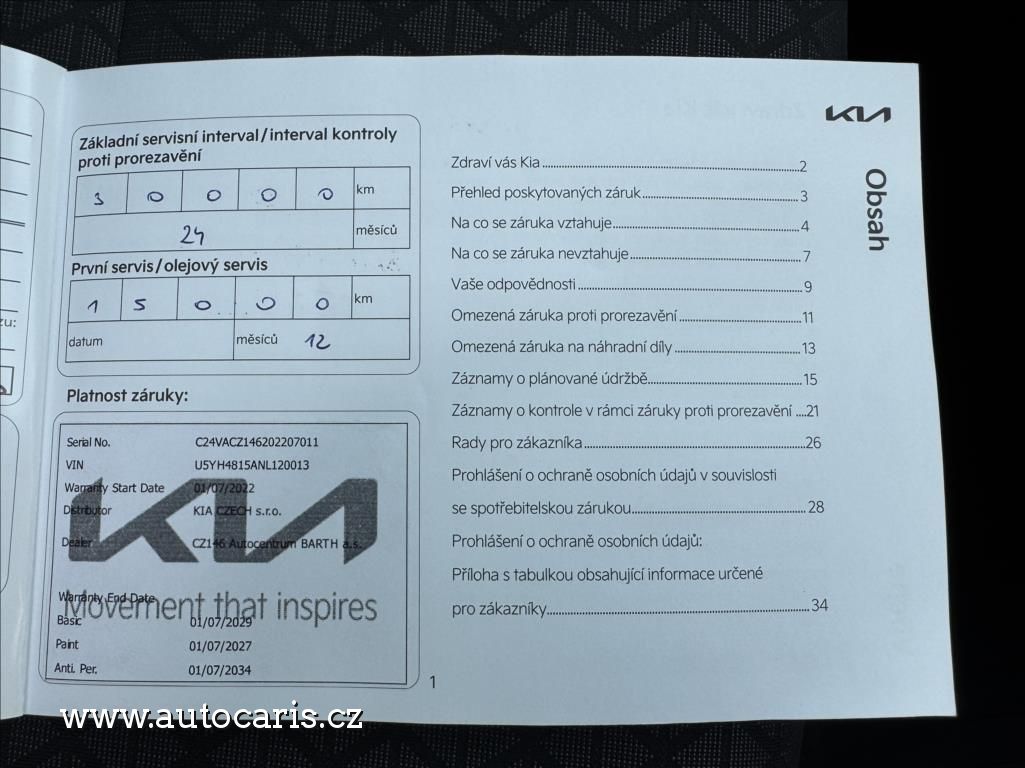 Základní servisní interval/interval kontroly
proti prorezavění
3 0 0 0 0 km
24 měsíců
První servis/olejový servis
1 5 0 0 0 km
datum měsíců 12
Platnost záruky:
Serial No. C24VACZ146202207011
VIN U5YH4815ANL120013
Warranty Start Date 01/07/2022
Distributor KIA CZECH s.r.o.
Dealer CZ146 Autocentrum BARTH a.s.
KIA
Warranty End Date
Movement that inspires
Basic 01/07/2029
Paint 01/07/2027
Anti. Per. 01/07/2034
1
KIA
Obsah
Zdraví vás Kia 2
Přehled poskytovaných záruk 3
Na co se záruka vztahuje 4
Na co se záruka nevztahuje 7
Vaše odpovědnosti 9
Omezená záruka proti prorezavění 11
Omezená záruka na náhradní díly 13
Záznamy o plánované údržbě 15
Záznamy o kontrole v rámci záruky proti prorezavění 21
Rady pro zákazníka 26
Prohlášení o ochraně osobních údajů v souvislosti
se spotřebitelskou zárukou 28
Prohlášení o ochraně osobních údajů:
Příloha s tabulkou obsahující informace určené
pro zákazníky 34
www.autocaris.cz